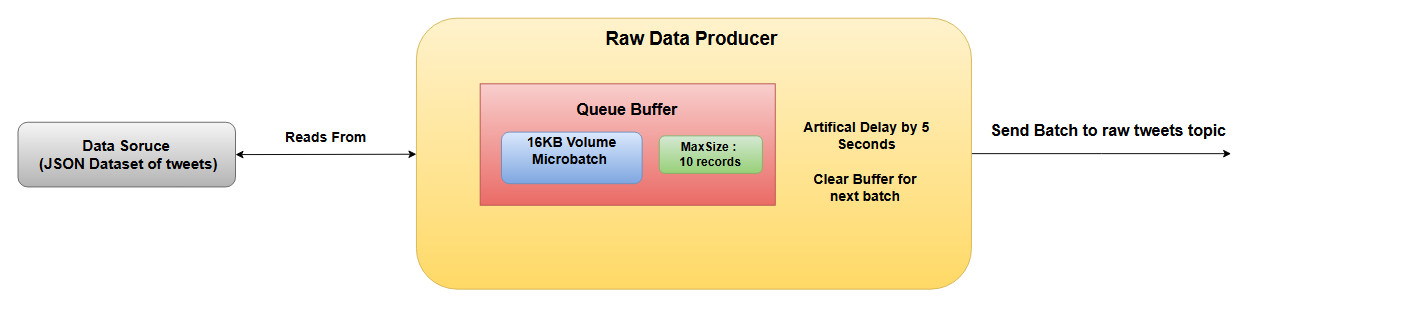 Raw Data Producer
Data Soruce
(JSON Dataset of tweets)
Reads From
Queue Buffer
16KB Volume
Microbatch
MaxSize :
10 records
Artifical Delay by 5
Seconds
Clear Buffer for
next batch
Send Batch to raw tweets topic